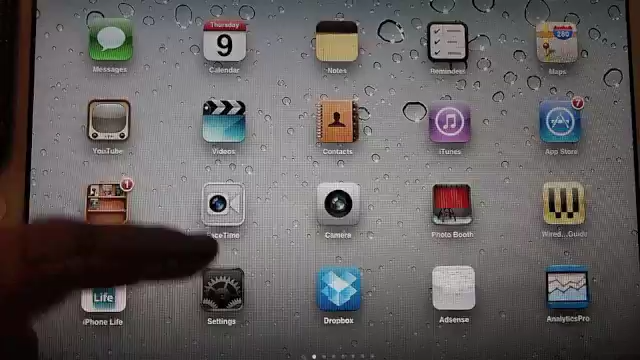 Thursday
9
280
Messages
Calendar
Notes
Reminders
Maps
7
YouTube
Videos
Contacts
iTunes
App Store
1
FaceTime
Camera
Photo Booth
Wired...Guide
Life
iPhone Life
Settings
Dropbox
Adsense
AnalyticsPro